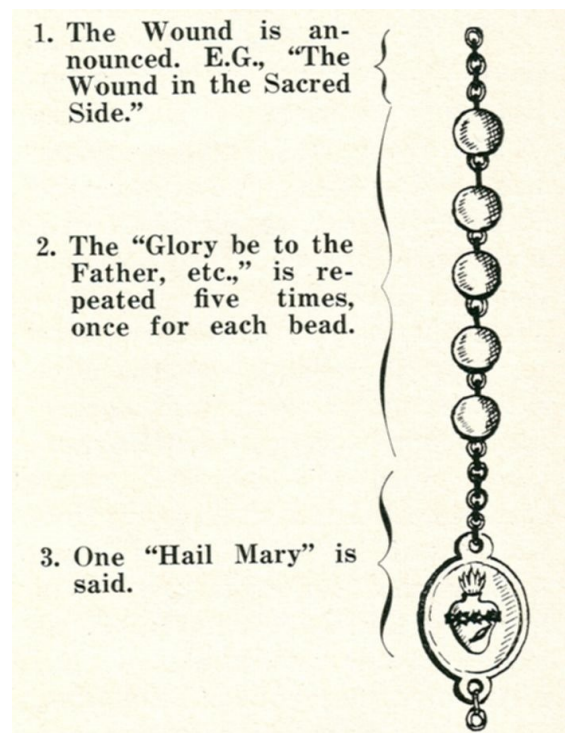 1. The Wound is an-
nounced. E.G., “The
Wound in the Sacred
Side.”
2. The “Glory be to the
Father, etc.,” is re-
peated five times,
once for each bead.
3. One “Hail Mary” is
said.